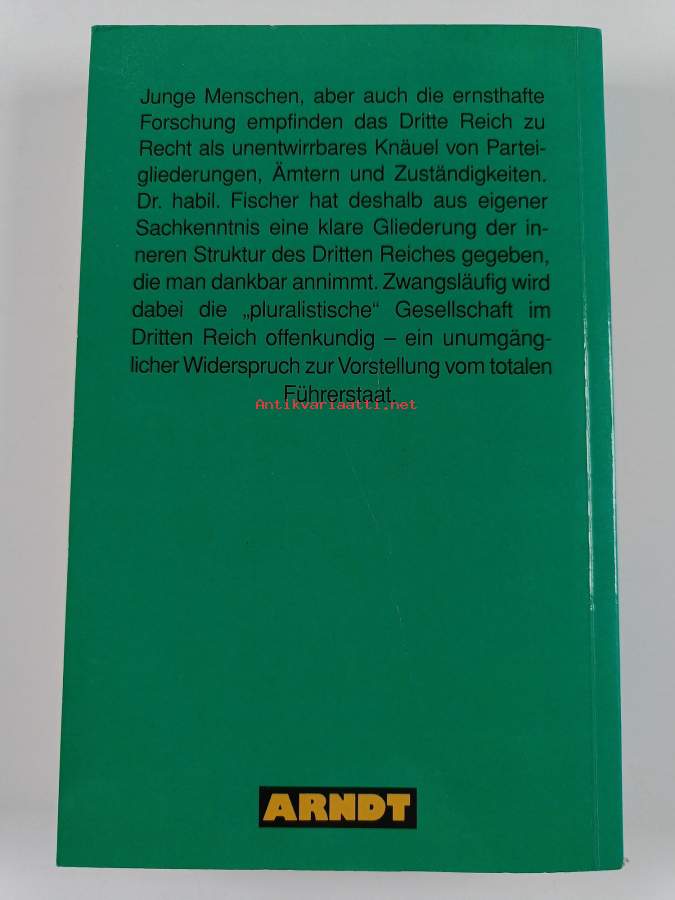 Junge Menschen, aber auch die ernsthafte
Forschung empfinden das Dritte Reich zu
Recht als unentwirrbares Knäuel von Partei-
gliederungen, Ämtern und Zuständigkeiten.
Dr. habil. Fischer hat deshalb aus eigener
Sachkenntnis eine klare Gliederung der in-
neren Struktur des Dritten Reiches gegeben,
die man dankbar annimmt. Zwangsläufig wird
dabei die „pluralistische“ Gesellschaft im
Dritten Reich offenkundig – ein unumgäng-
licher Widerspruch zur Vorstellung vom totalen
Führerstaat.
Antikvariaatti.net
ARNDT